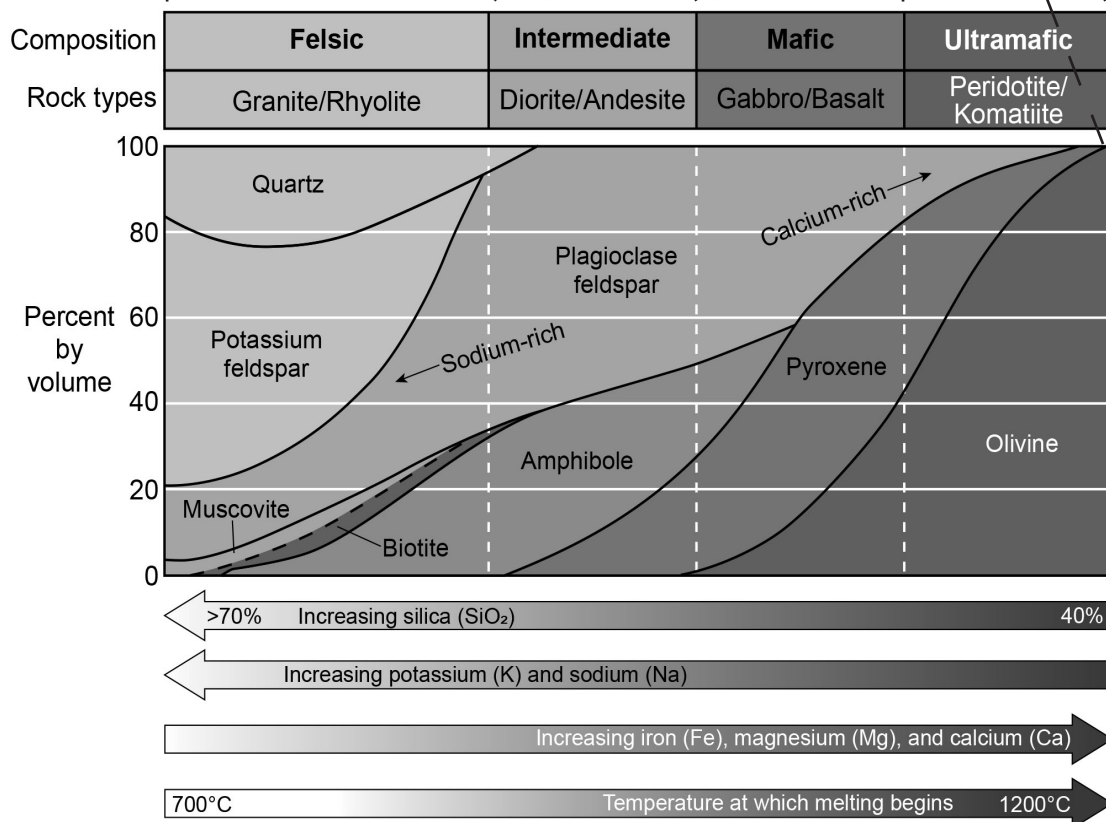 Composition Felsic Intermediate Mafic Ultramafic
Rock types Granite/Rhyolite Diorite/Andesite Gabbro/Basalt Peridotite/
Komatiite
100
Quartz
Calcium-rich
80
Plagioclase
feldspar
Percent
by
volume
60
Potassium
feldspar
Sodium-rich
Pyroxene
40
Amphibole
Olivine
20
Muscovite
Biotite
0
>70% Increasing silica (SiO₂) 40%
Increasing potassium (K) and sodium (Na)
Increasing iron (Fe), magnesium (Mg), and calcium (Ca)
700°C Temperature at which melting begins 1200°C